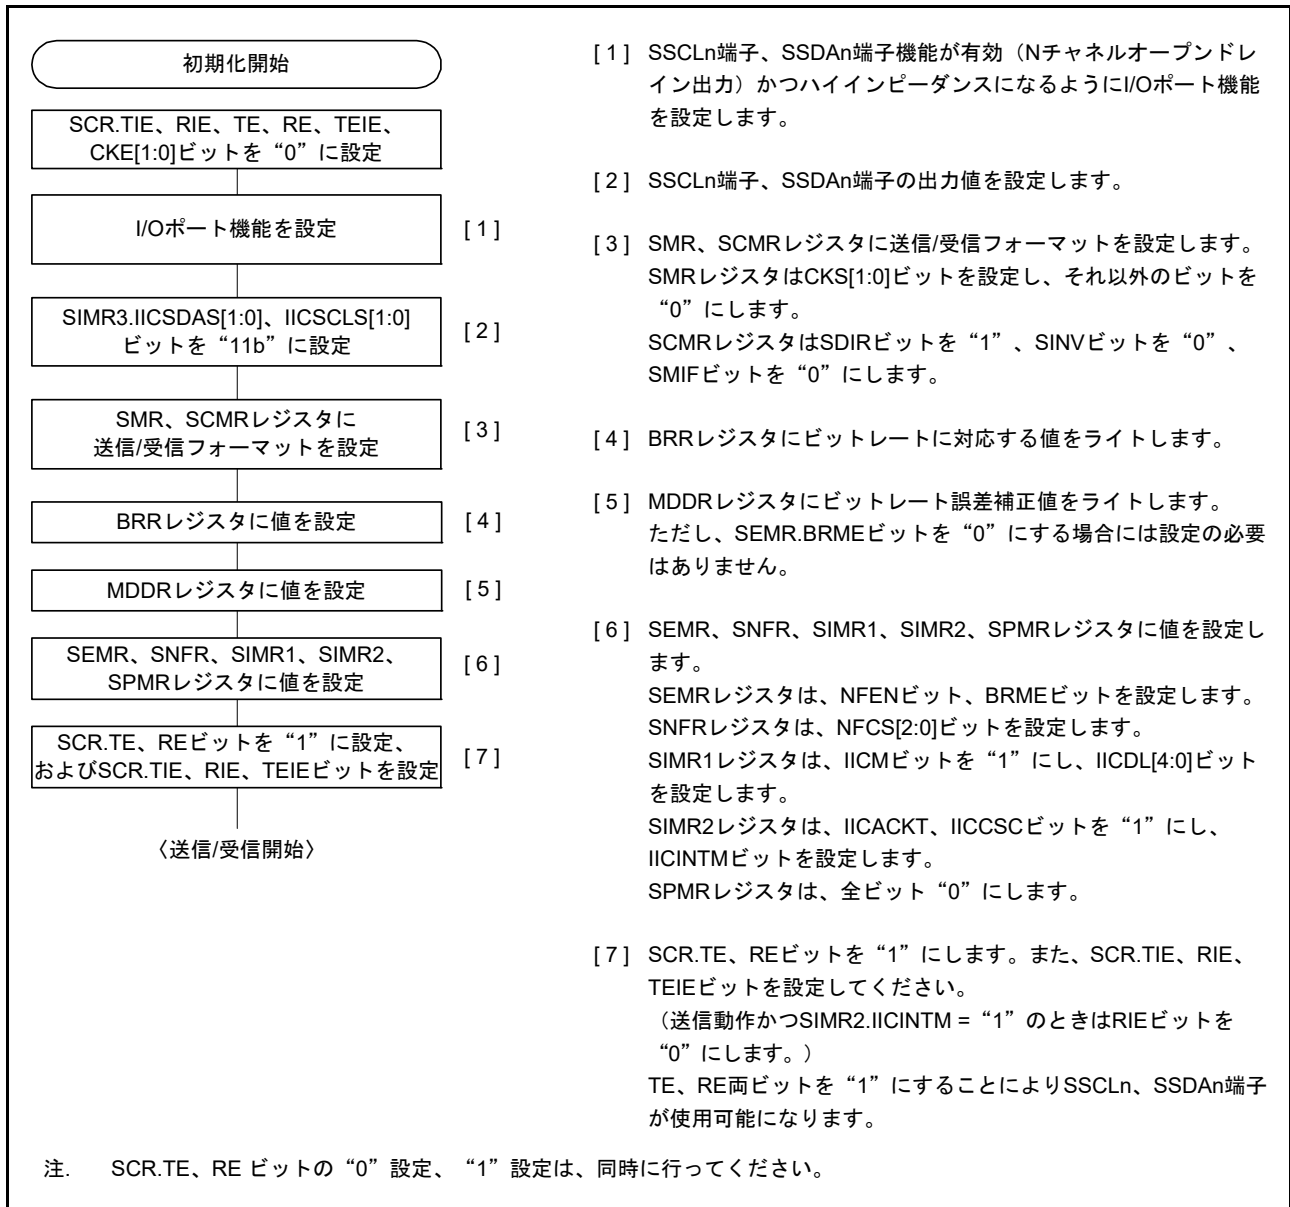 初期化開始
SCR.TIE、RIE、TE、RE、TEIE、
CKE[1:0]ビットを“0”に設定
I/Oポート機能を設定
[ 1 ]
SIMR3.IICSDAS[1:0]、IICSCLS[1:0]
ビットを“11b”に設定
[ 2 ]
SMR、SCMRレジスタに
送信/受信フォーマットを設定
[ 3 ]
BRRレジスタに値を設定
[ 4 ]
MDDRレジスタに値を設定
[ 5 ]
SEMR、SNFR、SIMR1、SIMR2、
SPMRレジスタに値を設定
[ 6 ]
SCR.TE、REビットを“1”に設定、
およびSCR.TIE、RIE、TEIEビットを設定
[ 7 ]
〈送信/受信開始〉
[ 1 ] SSCLn端子、SSDAn端子機能が有効（Nチャネルオープンドレ
イン出力）かつハイインピーダンスになるようにI/Oポート機能
を設定します。
[ 2 ] SSCLn端子、SSDAn端子の出力値を設定します。
[ 3 ] SMR、SCMRレジスタに送信/受信フォーマットを設定します。
SMRレジスタはCKS[1:0]ビットを設定し、それ以外のビットを
“0”にします。
SCMRレジスタはSDIRビットを“1”、SINVビットを“0”、
SMIFビットを“0”にします。
[ 4 ] BRRレジスタにビットレートに対応する値をライトします。
[ 5 ] MDDRレジスタにビットレート誤差補正値をライトします。
ただし、SEMR.BRMEビットを“0”にする場合には設定の必要
はありません。
[ 6 ] SEMR、SNFR、SIMR1、SIMR2、SPMRレジスタに値を設定し
ます。
SEMRレジスタは、NFENビット、BRMEビットを設定します。
SNFRレジスタは、NFCS[2:0]ビットを設定します。
SIMR1レジスタは、IICMビットを“1”にし、IICDL[4:0]ビット
を設定します。
SIMR2レジスタは、IICACKT、IICCSCビットを“1”にし、
IICINTMビットを設定します。
SPMRレジスタは、全ビット“0”にします。
[ 7 ] SCR.TE、REビットを“1”にします。また、SCR.TIE、RIE、
TEIEビットを設定してください。
（送信動作かつSIMR2.IICINTM =“1”のときはRIEビットを
“0”にします。）
TE、RE両ビットを“1”にすることによりSSCLn、SSDAn端子
が使用可能になります。
注. SCR.TE、RE ビットの“0”設定、“1”設定は、同時に行ってください。